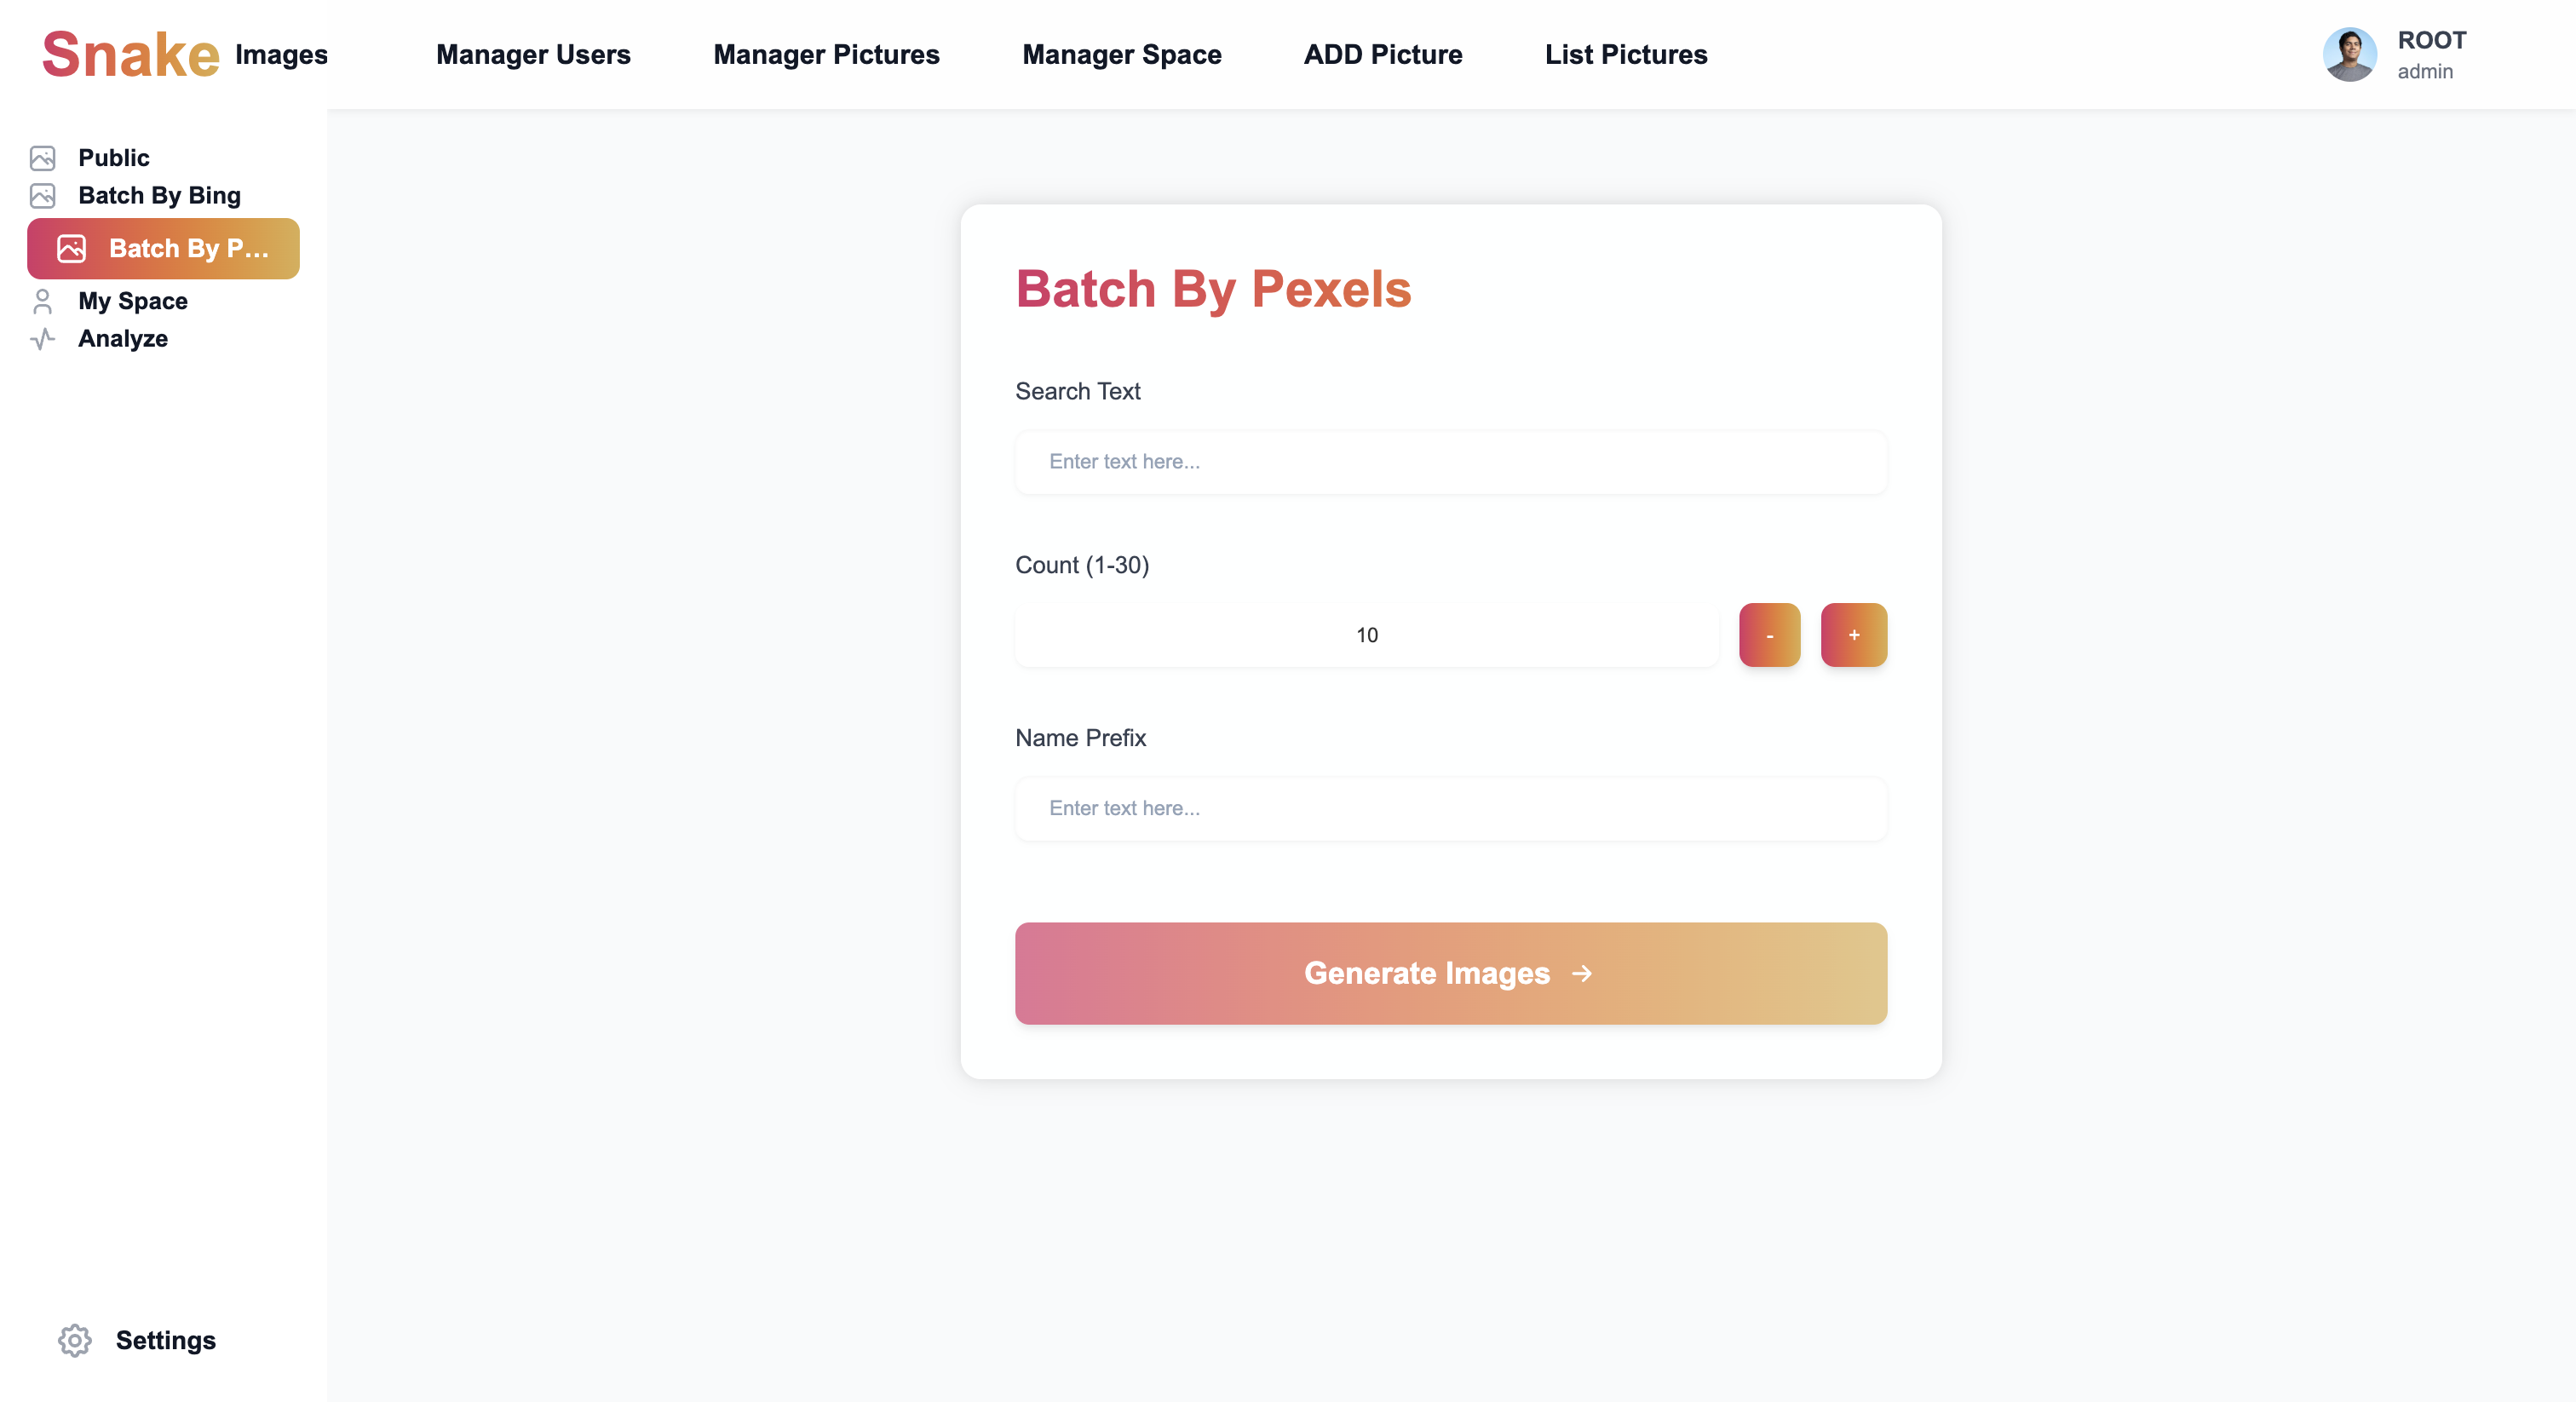 Snake Images
Manager Users
Manager Pictures
Manager Space
ADD Picture
List Pictures
ROOT
admin
Public
Batch By Bing
Batch By P...
My Space
Analyze
Settings
Batch By Pexels
Search Text
Enter text here...
Count (1-30)
10
-
+
Name Prefix
Enter text here...
Generate Images →